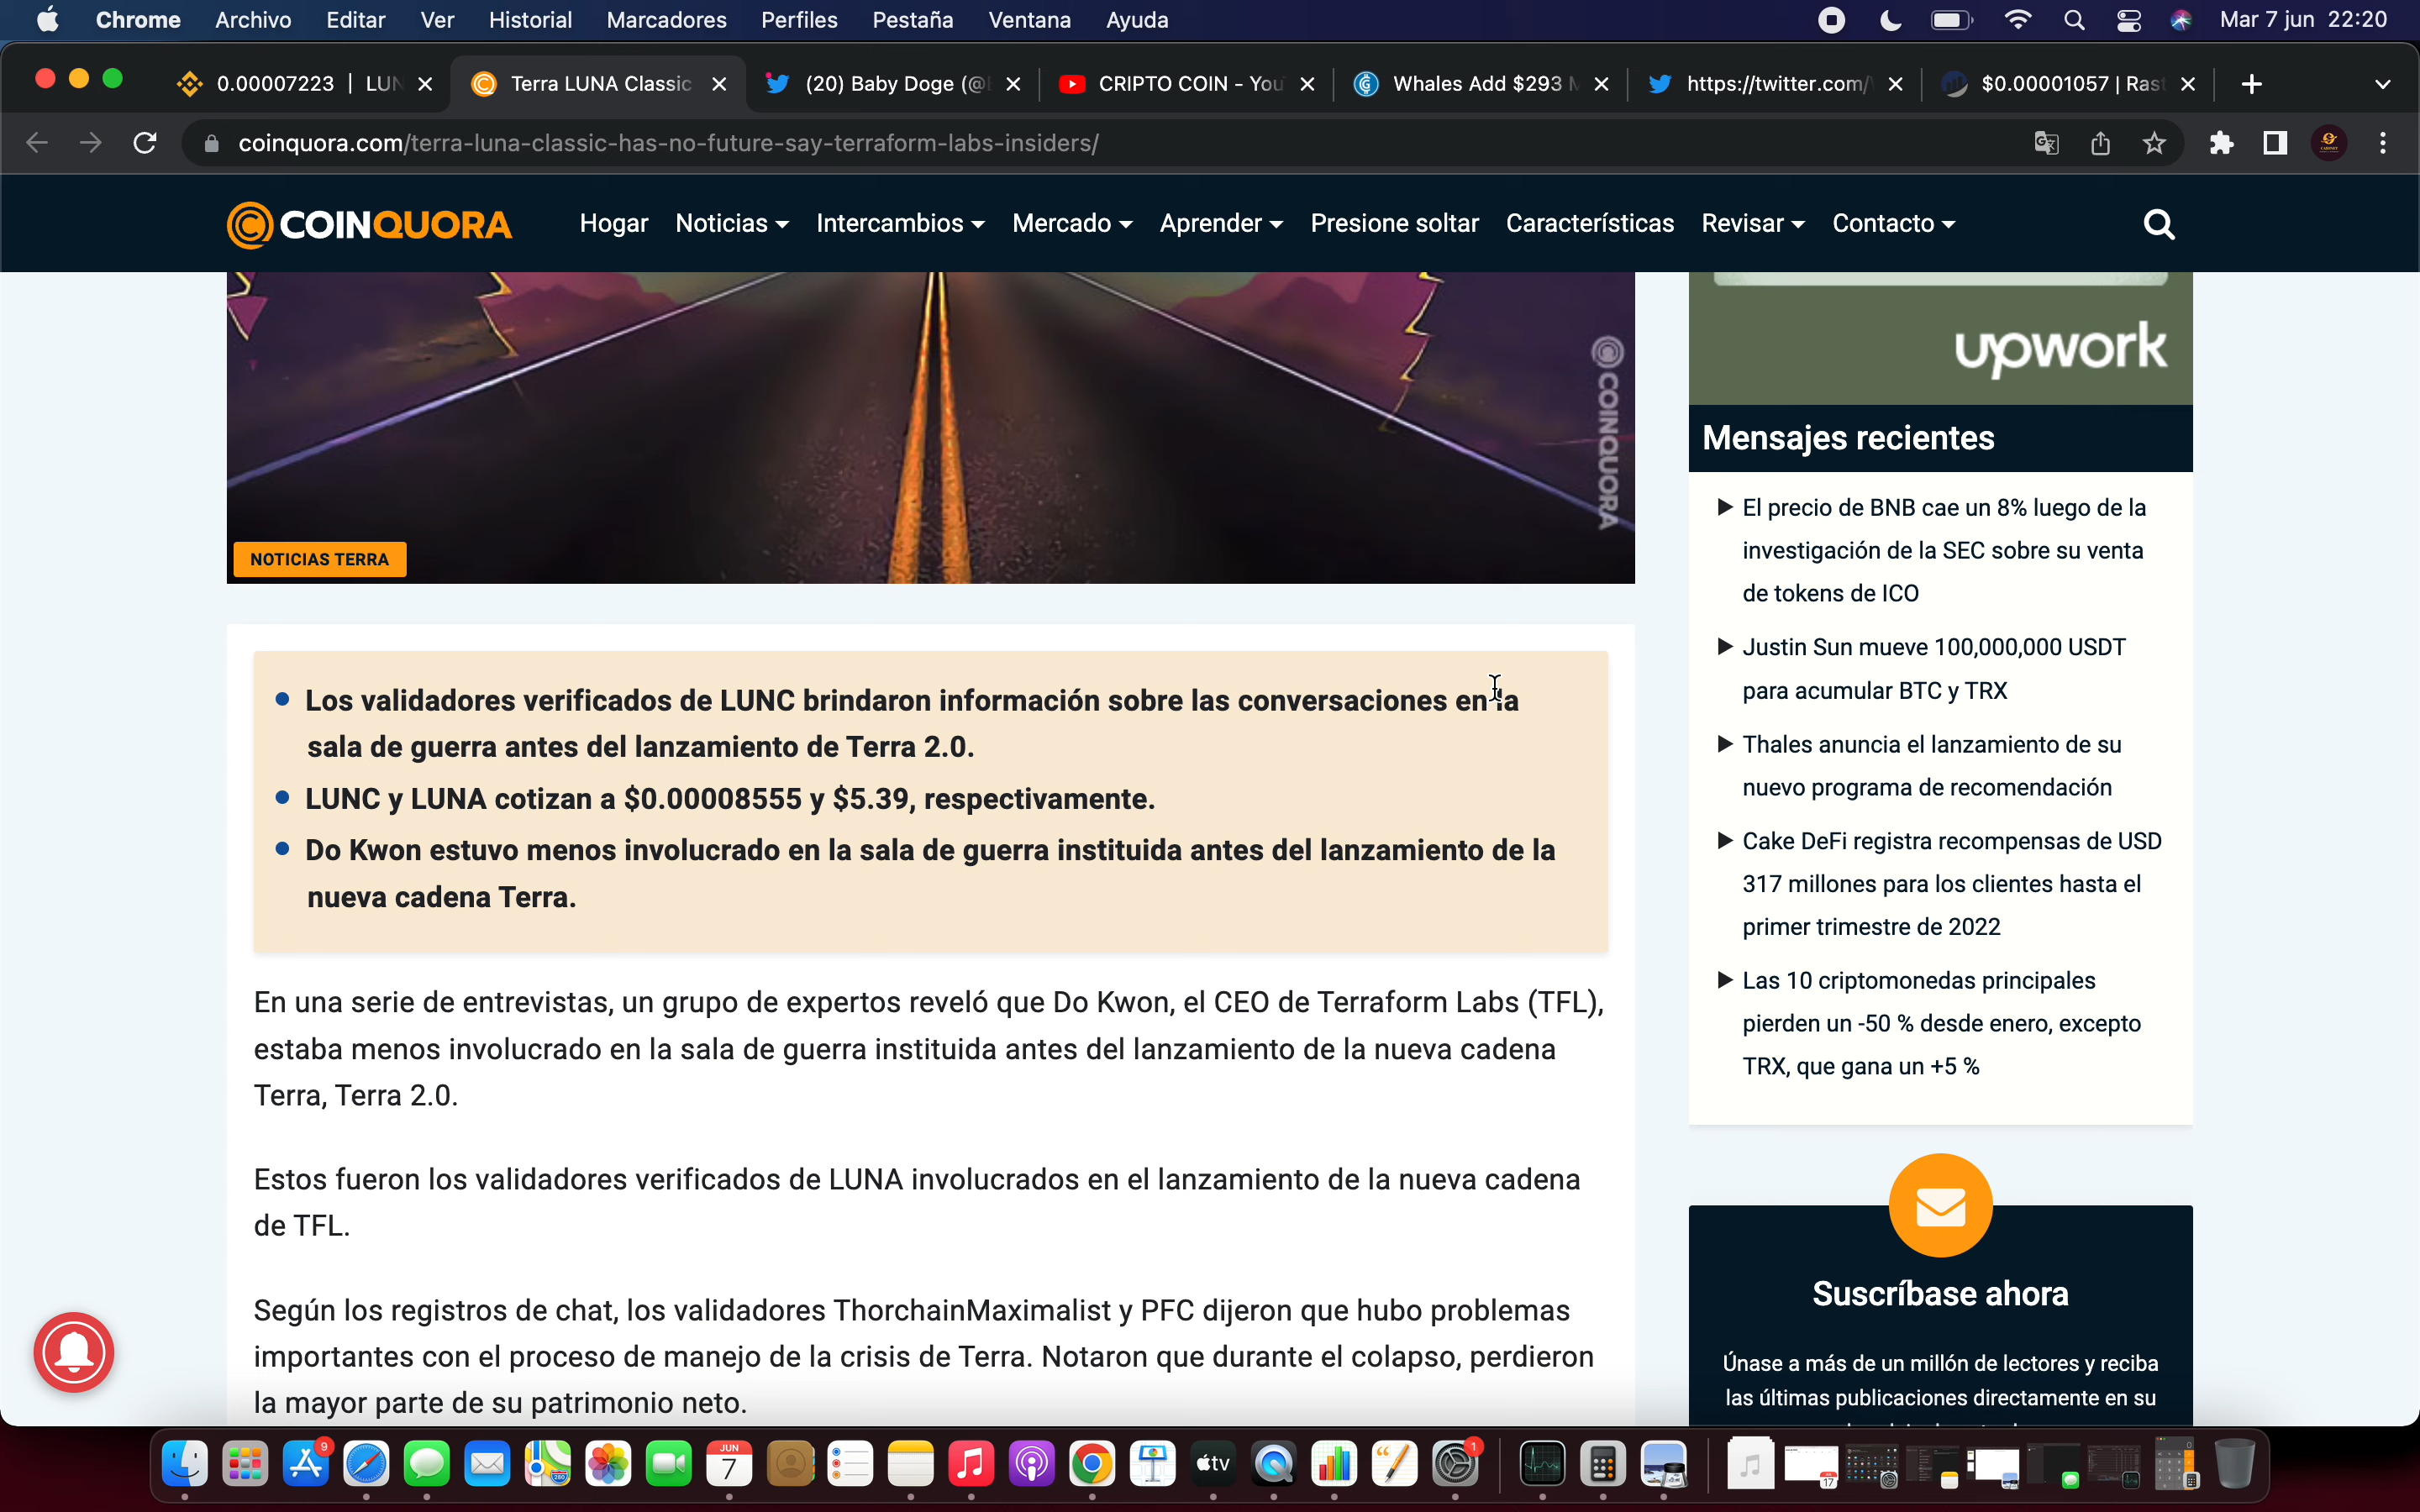 Chrome Archivo Editar Ver Historial Marcadores Perfiles Pestaña Ventana Ayuda Mar 7 jun 22:20
0.00007223 | LUN Terra LUNA Classic (20) Baby Doge (@ CRIPTO COIN - You Whales Add $293 https://twitter.com/ $0.00001057 | Rast
coinquora.com/terra-luna-classic-has-no-future-say-terraform-labs-insiders/
COINQUORA Hogar Noticias Intercambios Mercado Aprender Presione soltar Características Revisar Contacto
COINQUORA
NOTICIAS TERRA
Los validadores verificados de LUNC brindaron información sobre las conversaciones en la
sala de guerra antes del lanzamiento de Terra 2.0.
LUNC y LUNA cotizan a $0.00008555 y $5.39, respectivamente.
Do Kwon estuvo menos involucrado en la sala de guerra instituida antes del lanzamiento de la
nueva cadena Terra.
En una serie de entrevistas, un grupo de expertos reveló que Do Kwon, el CEO de Terraform Labs (TFL),
estaba menos involucrado en la sala de guerra instituida antes del lanzamiento de la nueva cadena
Terra, Terra 2.0.
Estos fueron los validadores verificados de LUNA involucrados en el lanzamiento de la nueva cadena
de TFL.
Según los registros de chat, los validadores ThorchainMaximalist y PFC dijeron que hubo problemas
importantes con el proceso de manejo de la crisis de Terra. Notaron que durante el colapso, perdieron
la mayor parte de su patrimonio neto.
upwork
Mensajes recientes
El precio de BNB cae un 8% luego de la
investigación de la SEC sobre su venta
de tokens de ICO
Justin Sun mueve 100,000,000 USDT
para acumular BTC y TRX
Thales anuncia el lanzamiento de su
nuevo programa de recomendación
Cake DeFi registra recompensas de USD
317 millones para los clientes hasta el
primer trimestre de 2022
Las 10 criptomonedas principales
pierden un -50 % desde enero, excepto
TRX, que gana un +5 %
Suscríbase ahora
Únase a más de un millón de lectores y reciba
las últimas publicaciones directamente en su
9 JUN 7 tv 1 17